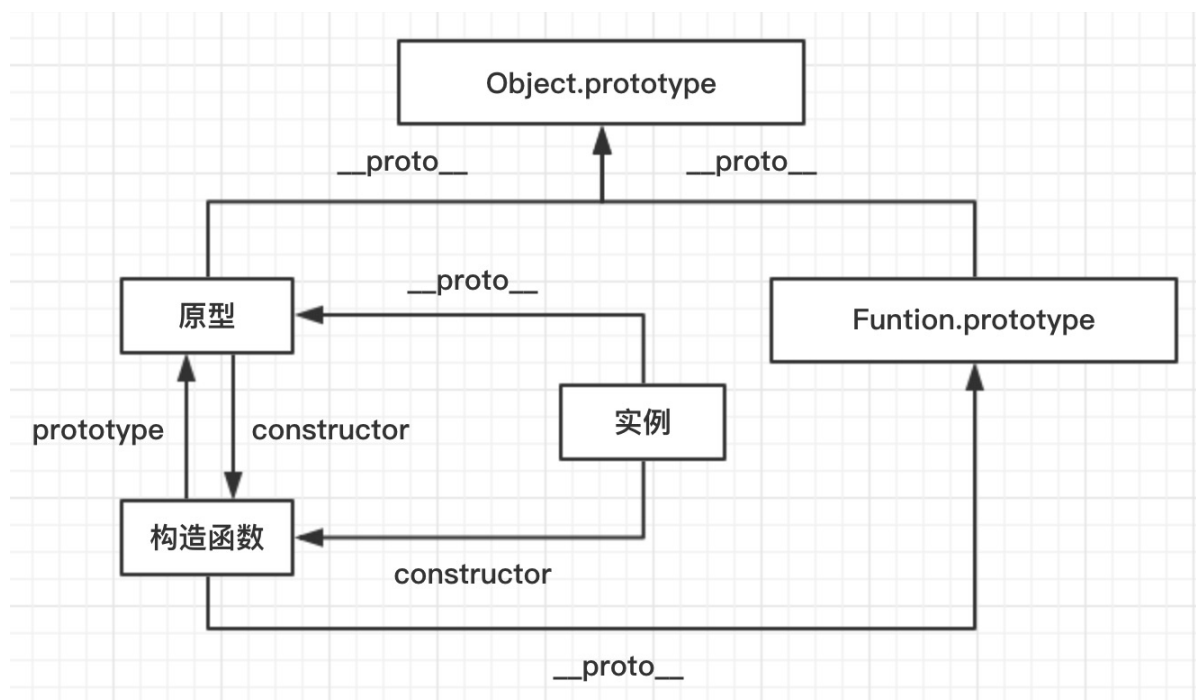 Object.prototype
__proto__
__proto__
__proto__
原型
Funtion.prototype
实例
prototype
constructor
构造函数
constructor
__proto__